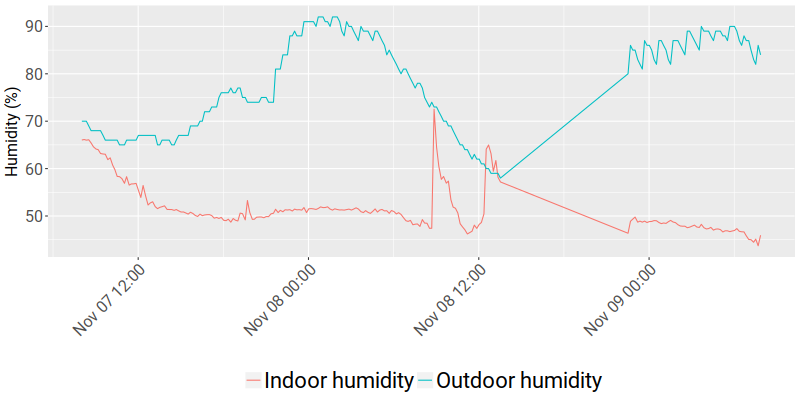 Humidity (%)
90
80
70
60
50
Nov 07 12:00
Nov 08 00:00
Nov 08 12:00
Nov 09 00:00
Indoor humidity
Outdoor humidity